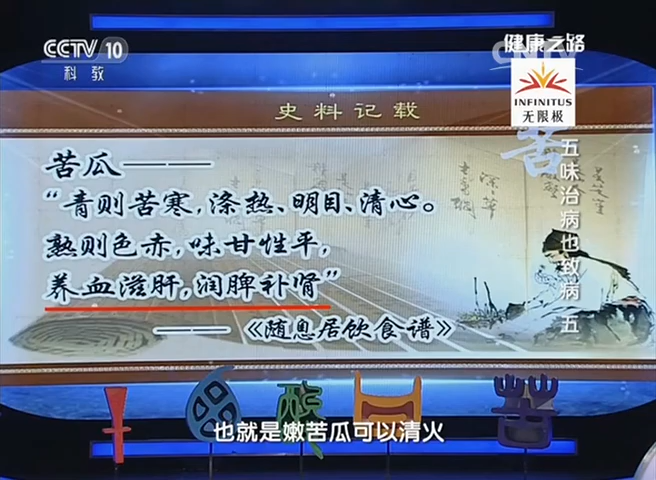 CCTV 10
科教
健康之路
INFINITUS
无限极
史料记载
苦
五味治病也致病 五
苦瓜——
“青则苦寒,涤热、明目、清心。
熟则色赤,味甘性平,
养血滋肝,润脾补肾”
——《随息居饮食谱》
酸
也就是嫩苦瓜可以清火